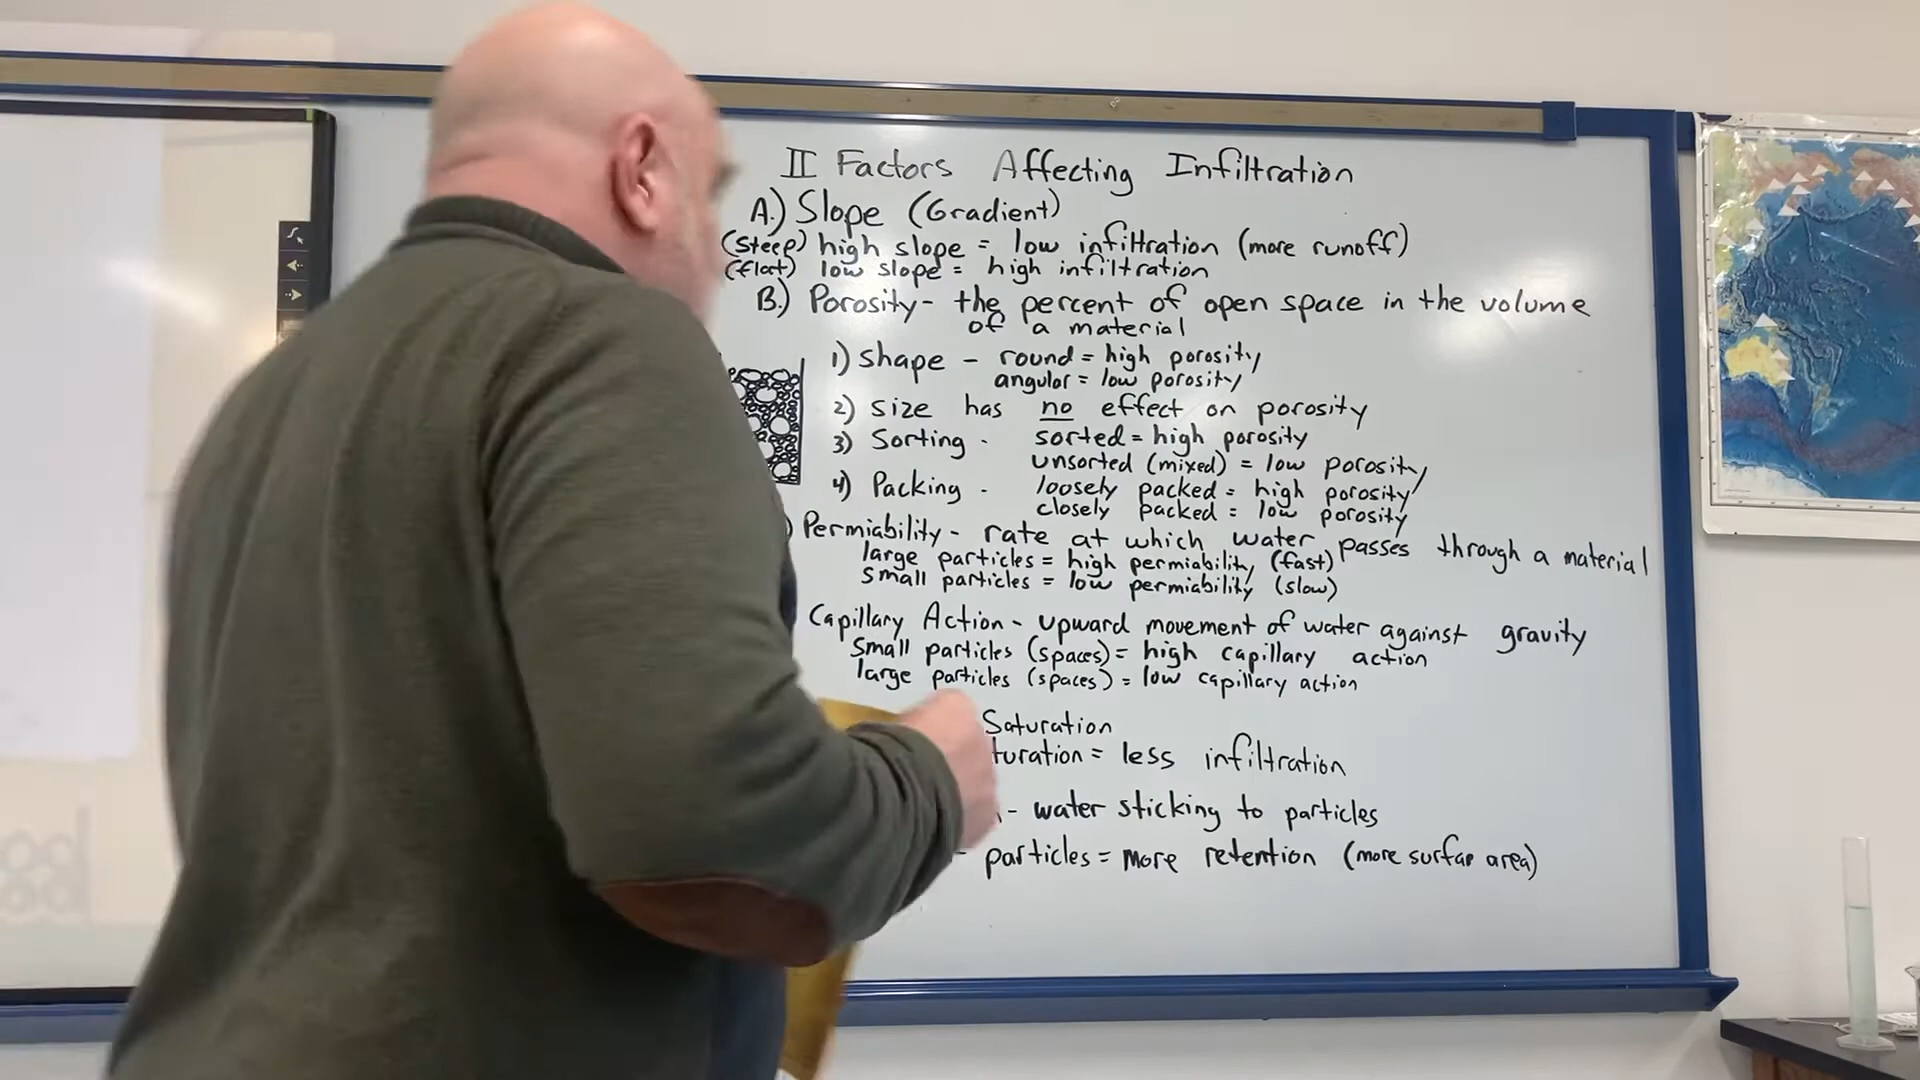 II Factors Affecting Infiltration
A.) Slope (Gradient)
(steep) high slope = low infiltration (more runoff)
(flat) low slope = high infiltration
B.) Porosity - the percent of open space in the volume
of a material
1) shape - round = high porosity
angular = low porosity
2) size has no effect on porosity
3) Sorting - sorted = high porosity
unsorted (mixed) = low porosity
4) Packing - loosely packed = high porosity
closely packed = low porosity
) Permiability - rate at which water passes through a material
large particles = high permiability (fast)
small particles = low permiability (slow)
Capillary Action - upward movement of water against gravity
small particles (spaces) = high capillary action
large particles (spaces) = low capillary action
Saturation
turation = less infiltration
- water sticking to particles
particles = more retention (more surfac area)